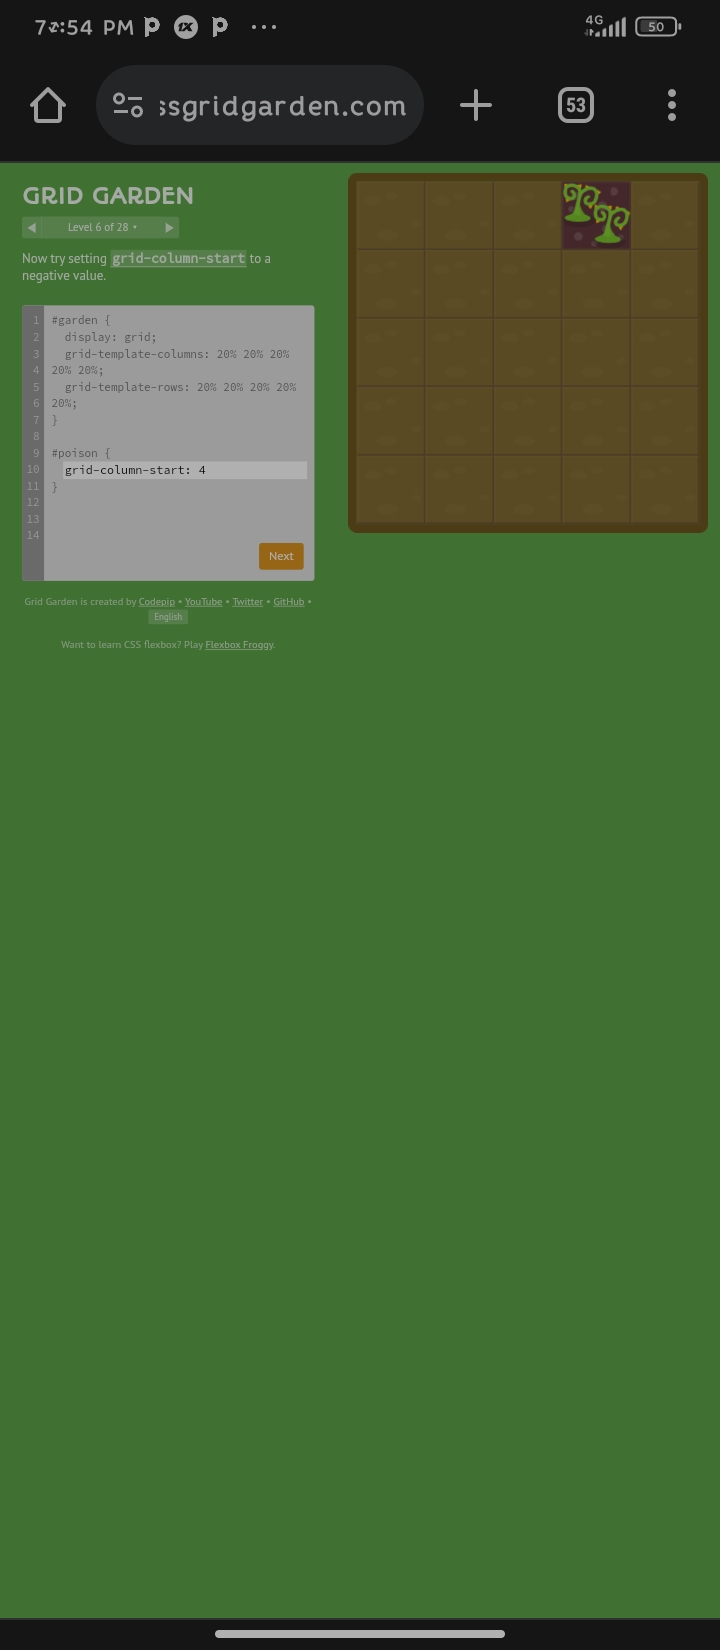 7:54 PM
1X
4G
50
ssgridgarden.com
53
GRID GARDEN
Level 6 of 28
Now try setting grid-column-start to a
negative value.
1 #garden {
2 display: grid;
3 grid-template-columns: 20% 20% 20%
4 20% 20%;
5 grid-template-rows: 20% 20% 20% 20%
6 20%;
7 }
8
9 #poison {
10 grid-column-start: 4
11 }
12
13
14
Next
Grid Garden is created by Codepip • YouTube • Twitter • GitHub •
English
Want to learn CSS flexbox? Play Flexbox Froggy.